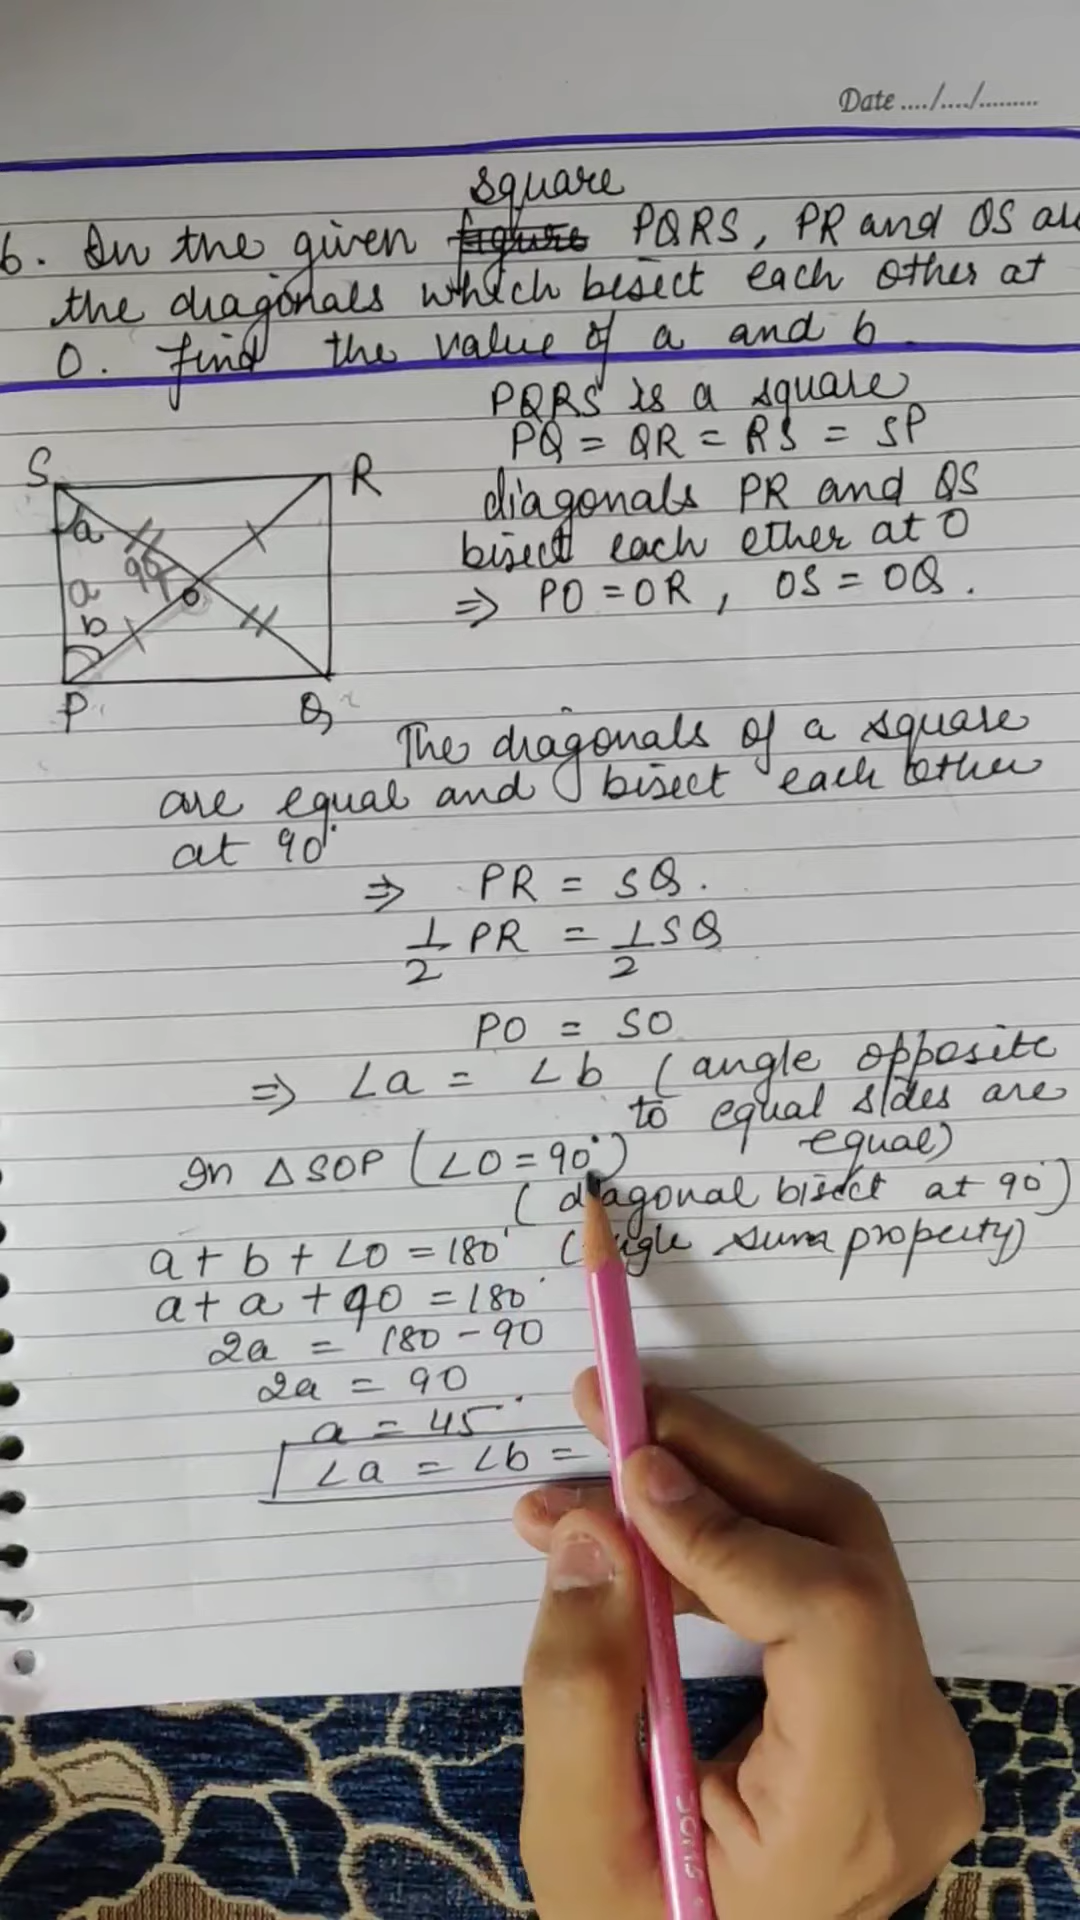 Date ..../..../.........
square
6. In the given figure PQRS, PR and QS are
the diagonals which bisect each other at
O. find the value of a and b.
PQRS is a square
PQ = QR = RS = SP
diagonals PR and QS
bisect each other at O
⇒ PO = OR, OS = OQ.
S
R
a
90
a
O
b
P
Q
The diagonals of a square
are equal and bisect each other
at 90°
⇒ PR = SQ.
1/2 PR = 1/2 SQ
PO = SO
⇒ ∠a = ∠b (angle opposite
to equal sides are
equal)
In △SOP (∠O = 90°)
(diagonal bisect at 90°)
a + b + ∠O = 180° (angle sum property)
a + a + 90 = 180°
2a = 180 - 90
2a = 90
a = 45°
∠a = ∠b =
DOMS